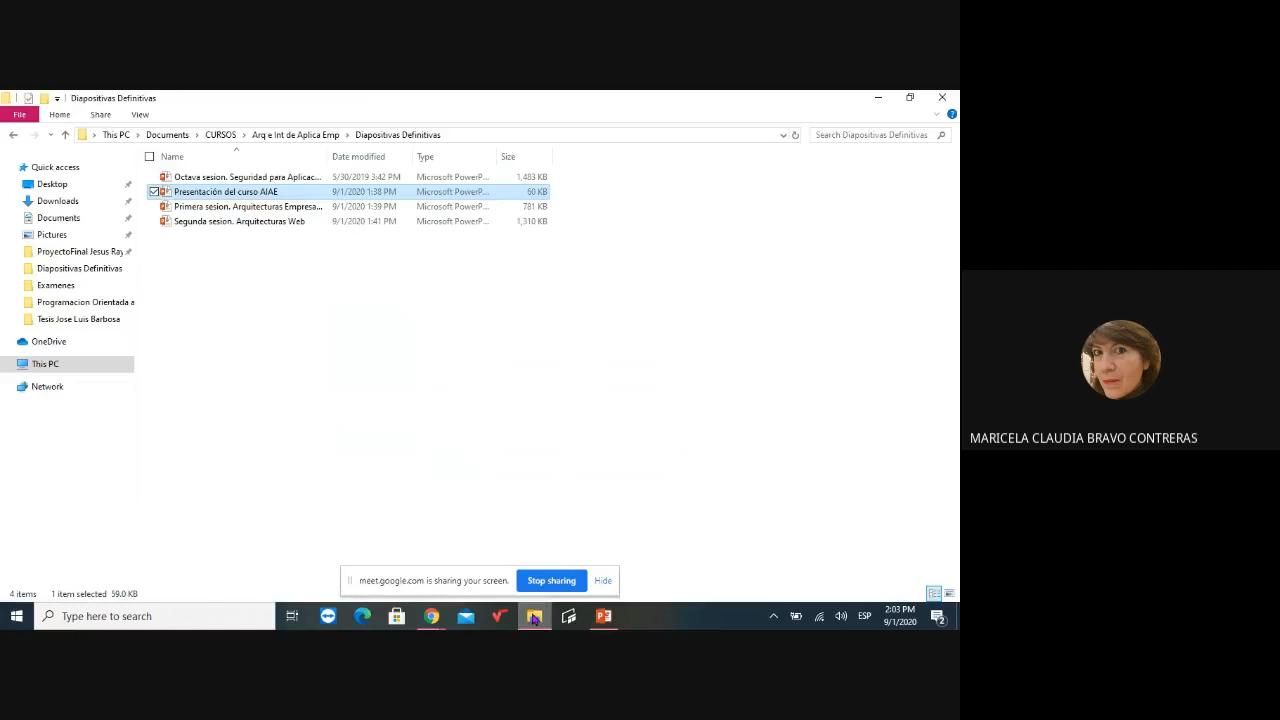 Diapositivas Definitivas
File Home Share View
This PC > Documents > CURSOS > Arq e Int de Aplica Emp > Diapositivas Definitivas
Search Diapositivas Definitivas
Name Date modified Type Size
Octava sesion. Seguridad para Aplicac... 5/30/2019 3:42 PM Microsoft PowerP... 1,483 KB
Presentación del curso AIAE 9/1/2020 1:38 PM Microsoft PowerP... 60 KB
Primera sesion. Arquitecturas Empresa... 9/1/2020 1:39 PM Microsoft PowerP... 781 KB
Segunda sesion. Arquitecturas Web 9/1/2020 1:41 PM Microsoft PowerP... 1,310 KB
Quick access
Desktop
Downloads
Documents
Pictures
ProyectoFinal Jesus Ray
Diapositivas Definitivas
Examenes
Programacion Orientada a
Tesis Jose Luis Barbosa
OneDrive
This PC
Network
MARICELA CLAUDIA BRAVO CONTRERAS
meet.google.com is sharing your screen. Stop sharing Hide
4 items 1 item selected 59.0 KB
Type here to search
ESP
2:03 PM
9/1/2020
2